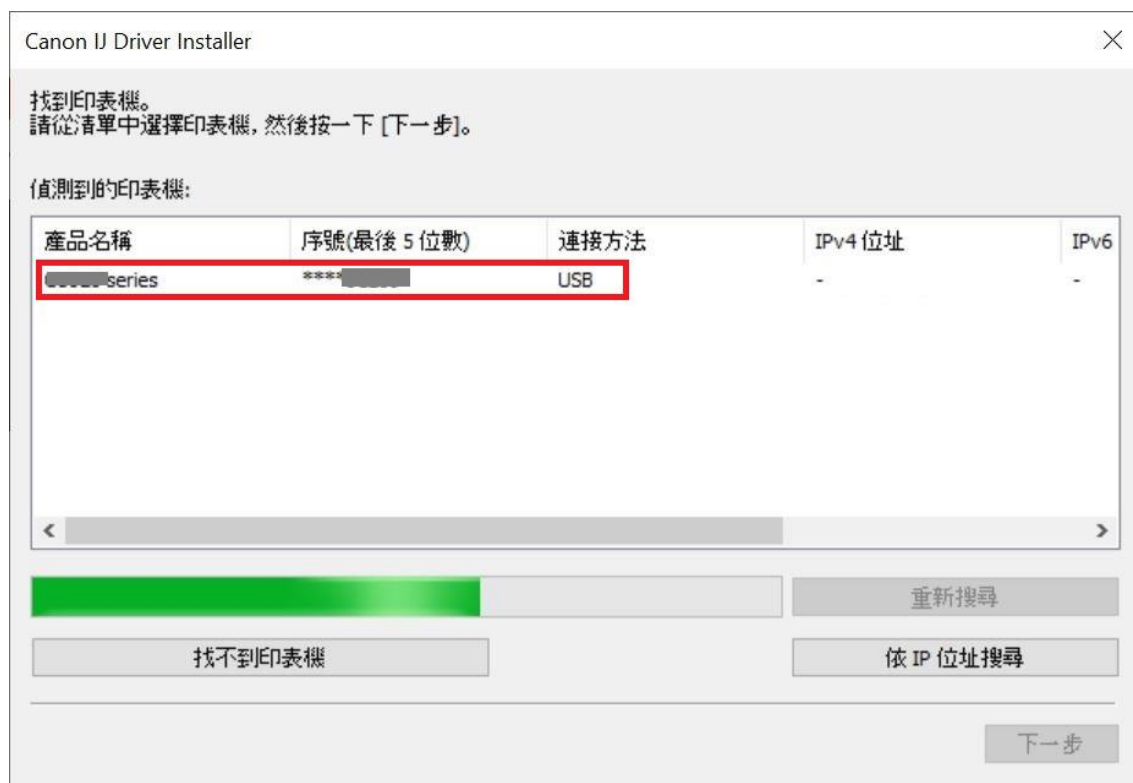 Canon IJ Driver Installer
找到印表機。
請從清單中選擇印表機, 然後按一下 [下一步]。
偵測到的印表機:
產品名稱 序號(最後 5 位數) 連接方法 IPv4 位址 IPv6
series **** USB - -
重新搜尋
找不到印表機 依 IP 位址搜尋
下一步